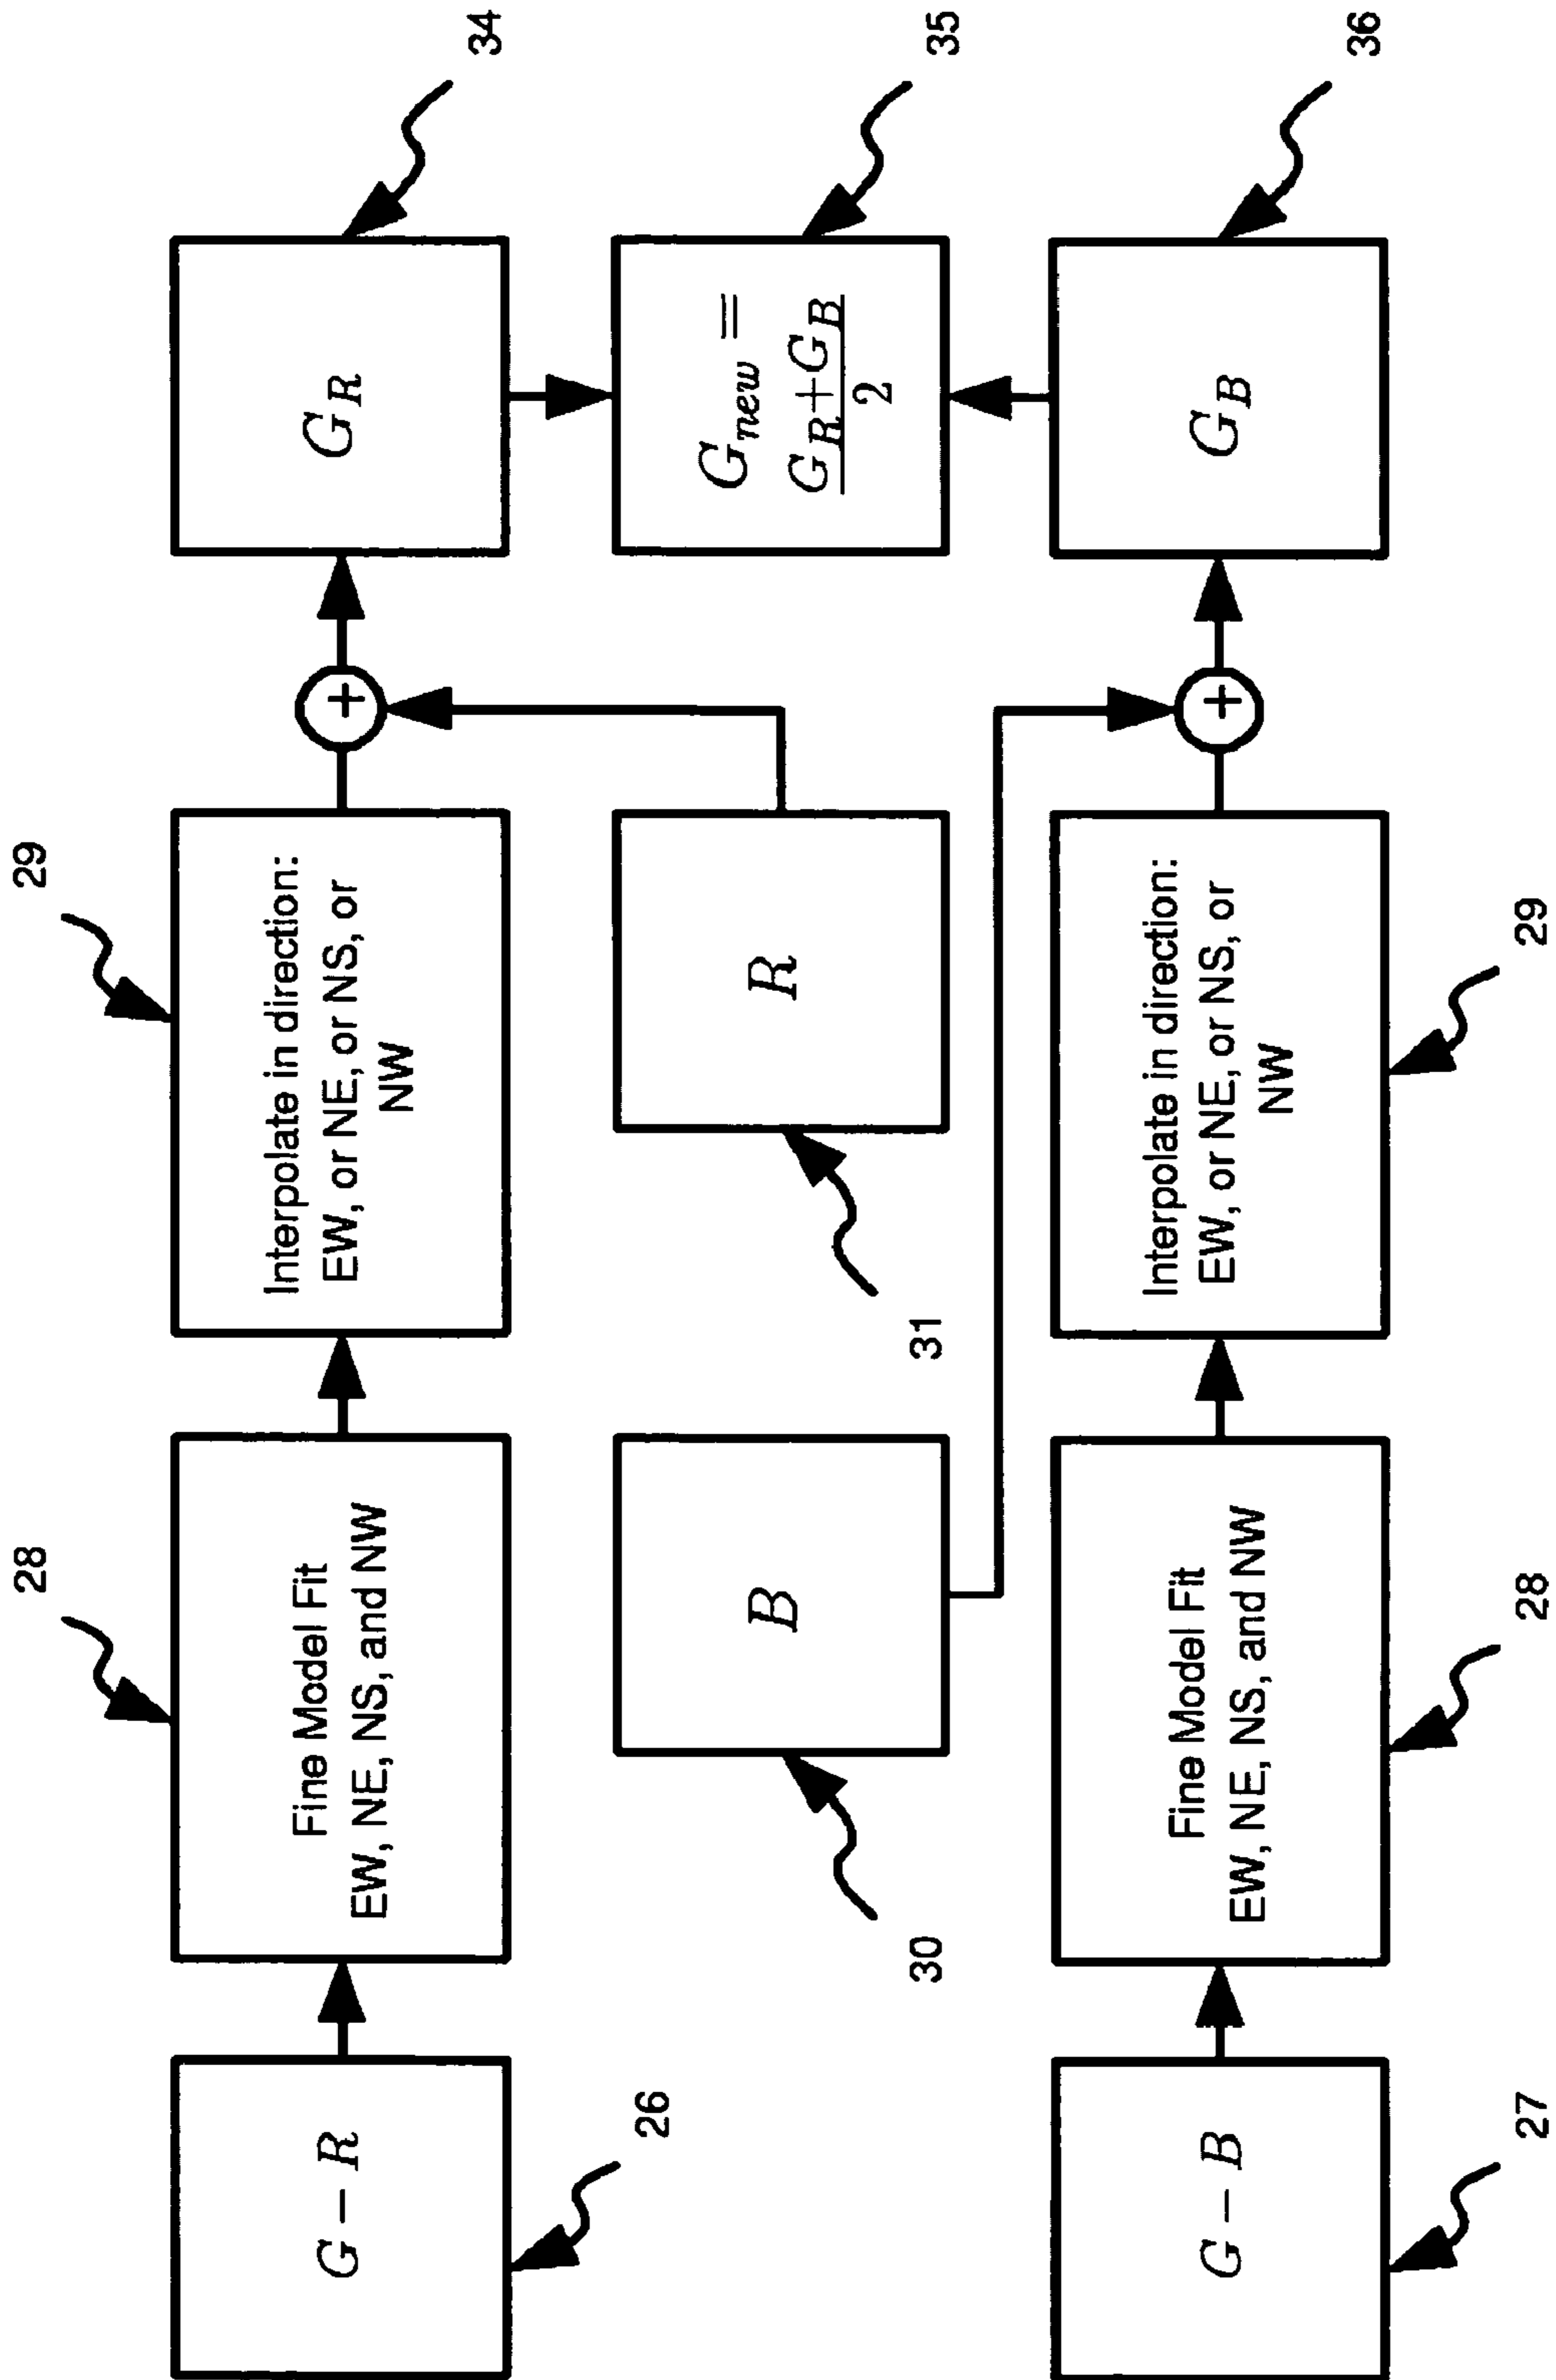 29
28
G − R
Fine Model Fit
EW, NE, NS, and NW
Interpolate in direction:
EW, or NE, or NS, or
NW
+
G_R
34
26
B
R
G_new =
G_R+G_B
2
35
30
31
G − B
Fine Model Fit
EW, NE, NS, and NW
Interpolate in direction:
EW, or NE, or NS, or
NW
+
G_B
36
27
28
29